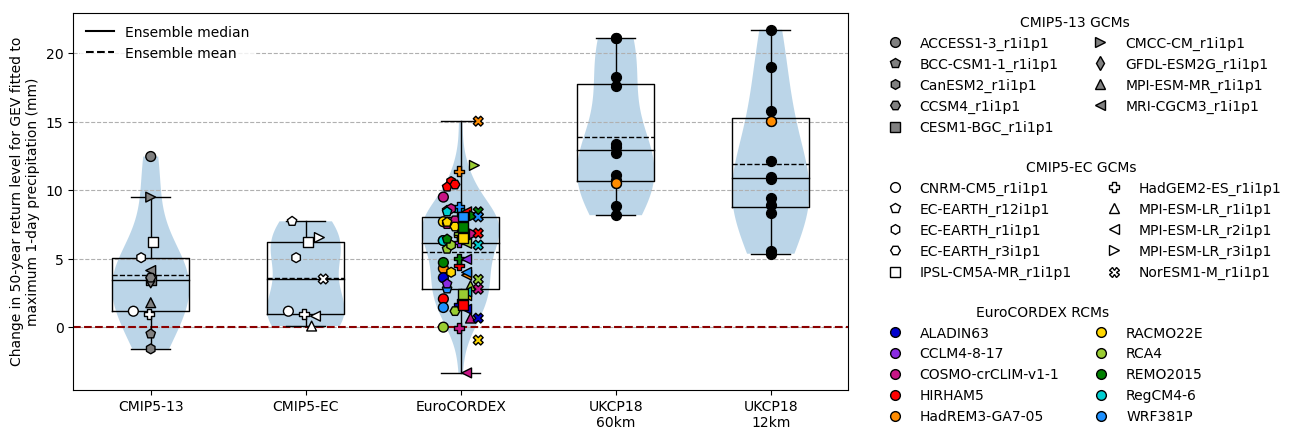 Change in 50-year return level for GEV fitted to
maximum 1-day precipitation (mm)
20
15
10
5
0
Ensemble median
Ensemble mean
CMIP5-13
CMIP5-EC
EuroCORDEX
UKCP18
60km
UKCP18
12km
CMIP5-13 GCMs
ACCESS1-3_r1i1p1
BCC-CSM1-1_r1i1p1
CanESM2_r1i1p1
CCSM4_r1i1p1
CESM1-BGC_r1i1p1
CMCC-CM_r1i1p1
GFDL-ESM2G_r1i1p1
MPI-ESM-MR_r1i1p1
MRI-CGCM3_r1i1p1
CMIP5-EC GCMs
CNRM-CM5_r1i1p1
EC-EARTH_r12i1p1
EC-EARTH_r1i1p1
EC-EARTH_r3i1p1
IPSL-CM5A-MR_r1i1p1
HadGEM2-ES_r1i1p1
MPI-ESM-LR_r1i1p1
MPI-ESM-LR_r2i1p1
MPI-ESM-LR_r3i1p1
NorESM1-M_r1i1p1
EuroCORDEX RCMs
ALADIN63
CCLM4-8-17
COSMO-crCLIM-v1-1
HIRHAM5
HadREM3-GA7-05
RACMO22E
RCA4
REMO2015
RegCM4-6
WRF381P